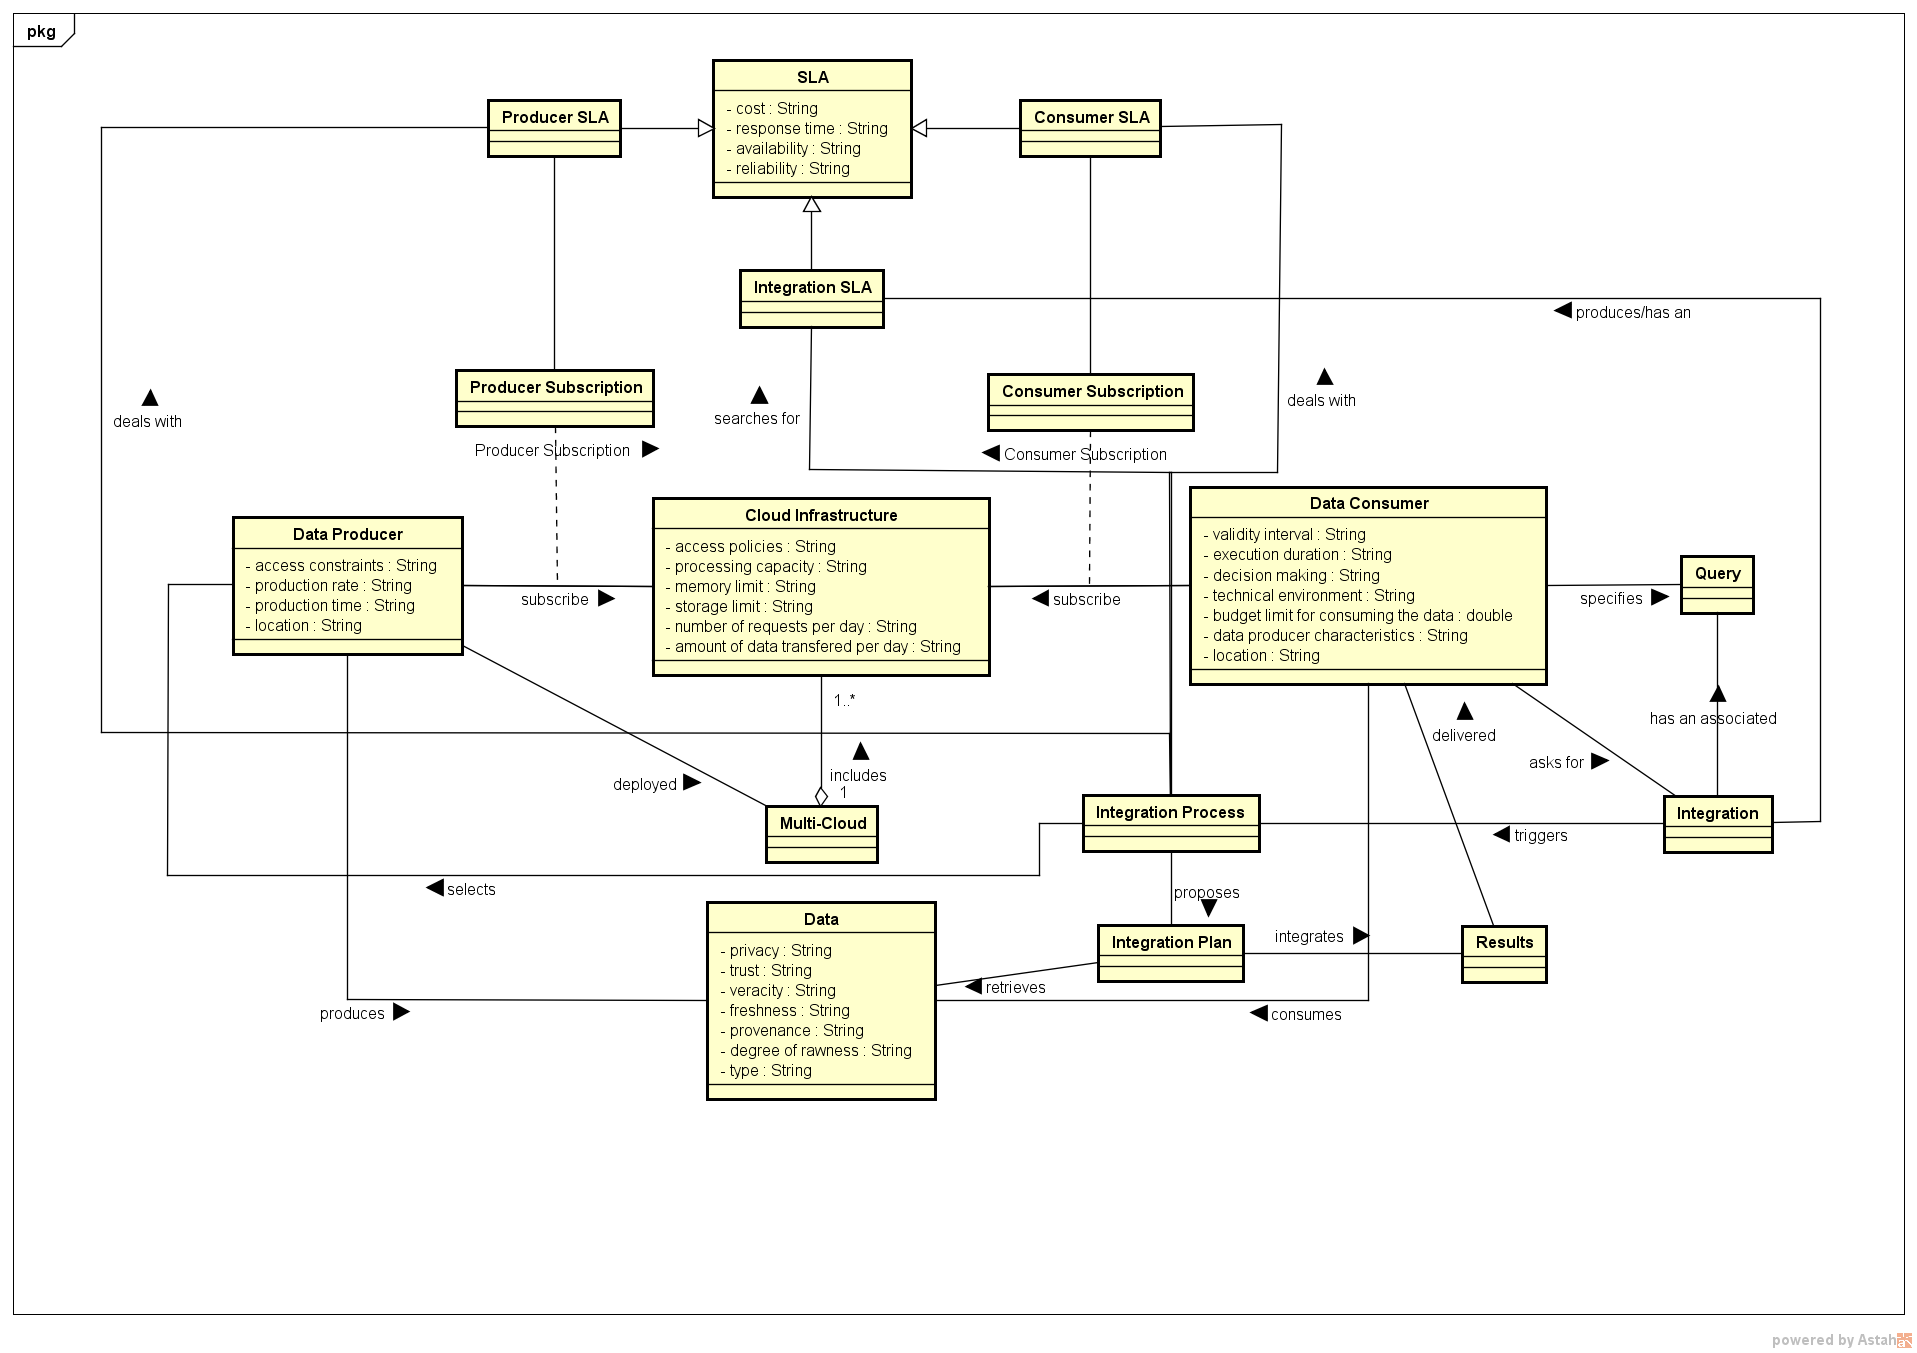 pkg
SLA
- cost : String
- response time : String
- availability : String
- reliability : String
Producer SLA
Consumer SLA
Integration SLA
produces/has an
Producer Subscription
Consumer Subscription
deals with
searches for
deals with
Producer Subscription
Consumer Subscription
Data Producer
- access constraints : String
- production rate : String
- production time : String
- location : String
subscribe
Cloud Infrastructure
- access policies : String
- processing capacity : String
- memory limit : String
- storage limit : String
- number of requests per day : String
- amount of data transfered per day : String
subscribe
Data Consumer
- validity interval : String
- execution duration : String
- decision making : String
- technical environment : String
- budget limit for consuming the data : double
- data producer characteristics : String
- location : String
specifies
Query
1..*
has an associated
delivered
asks for
deployed
includes
1
Multi-Cloud
Integration Process
triggers
Integration
selects
proposes
Data
- privacy : String
- trust : String
- veracity : String
- freshness : String
- provenance : String
- degree of rawness : String
- type : String
Integration Plan
integrates
Results
retrieves
produces
consumes
powered by Astah